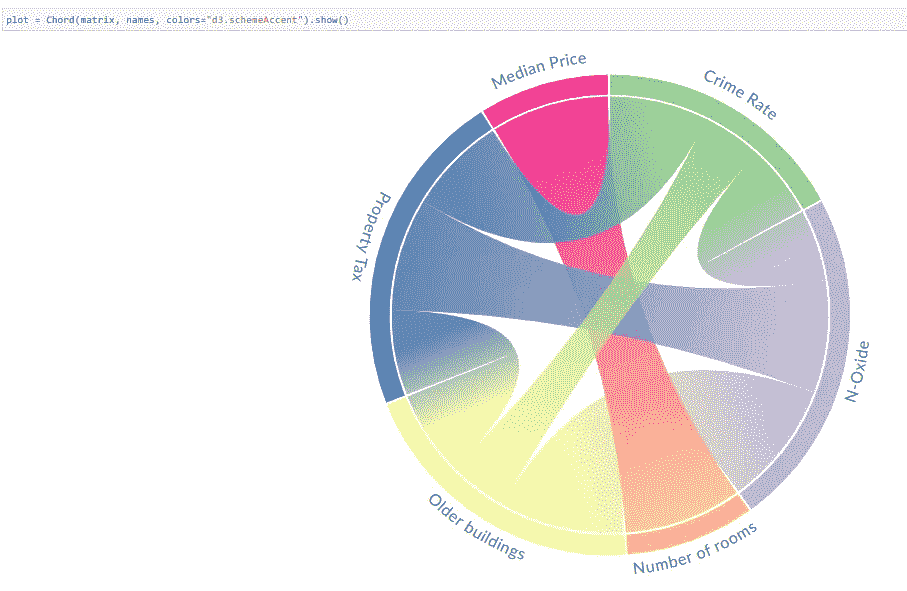 plot = Chord(matrix, names, colors="d3.schemeAccent").show()
Median Price
Crime Rate
Property Tax
N-Oxide
Older buildings
Number of rooms